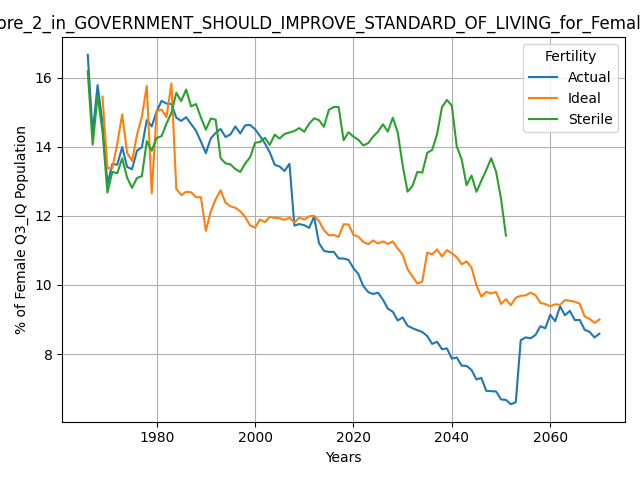 ore_2_in_GOVERNMENT_SHOULD_IMPROVE_STANDARD_OF_LIVING_for_Femal
% of Female Q3_IQ Population
16
14
12
10
8
1980
2000
2020
2040
2060
Years
Fertility
Actual
Ideal
Sterile